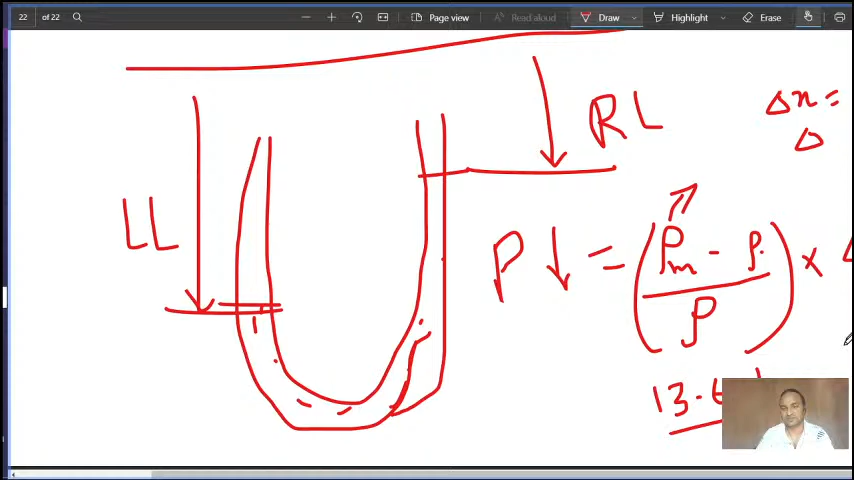 22 of 22 Page view Read aloud Draw Highlight Erase
RL
Δx =
Δ
LL
P ↓ = (ρm - ρ / ρ) ×
13.6